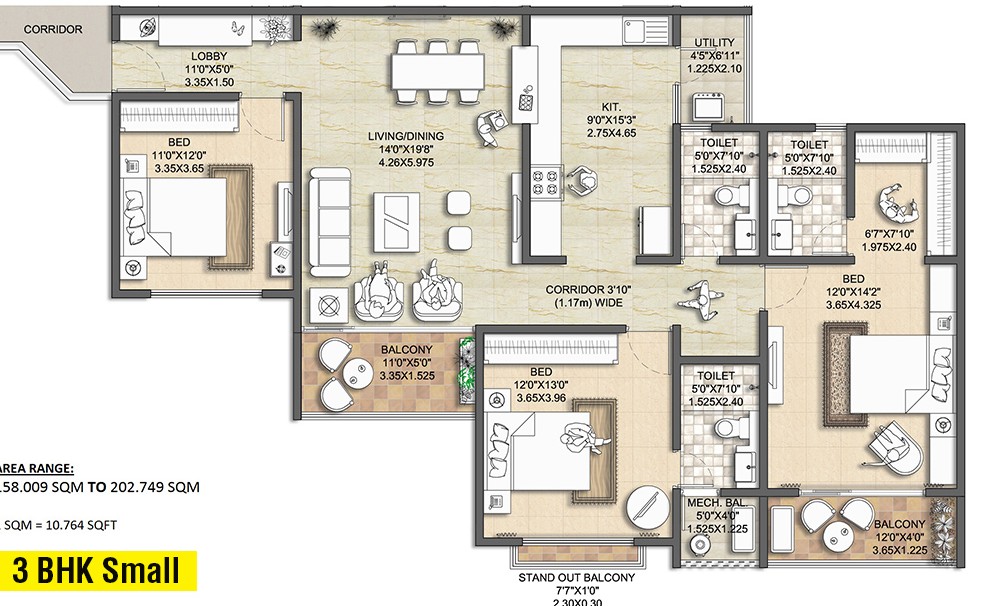 CORRIDOR
LOBBY
11'0"X5'0"
3.35X1.50
UTILITY
4'5"X6'11"
1.225X2.10
KIT.
9'0"X15'3"
2.75X4.65
LIVING/DINING
14'0"X19'8"
4.26X5.975
BED
11'0"X12'0"
3.35X3.65
TOILET
5'0"X7'10"
1.525X2.40
TOILET
5'0"X7'10"
1.525X2.40
6'7"X7'10"
1.975X2.40
BED
12'0"X14'2"
3.65X4.325
CORRIDOR 3'10"
(1.17m) WIDE
BALCONY
11'0"X5'0"
3.35X1.525
BED
12'0"X13'0"
3.65X3.96
TOILET
5'0"X7'10"
1.525X2.40
MECH. BAL.
5'0"X4'0"
1.525X1.225
BALCONY
12'0"X4'0"
3.65X1.225
STAND OUT BALCONY
7'7"X1'0"
2.30X0.30
AREA RANGE:
158.009 SQM TO 202.749 SQM
SQM = 10.764 SQFT
3 BHK Small